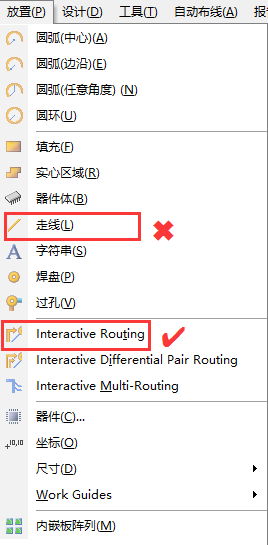 放置(P) 设计(D) 工具(T) 自动布线(A)
圆弧(中心)(A)
圆弧(边沿)(E)
圆弧(任意角度) (N)
圆环(U)
填充(F)
实心区域(R)
器件体(B)
走线(L)
字符串(S)
焊盘(P)
过孔(V)
Interactive Routing
Interactive Differential Pair Routing
Interactive Multi-Routing
器件(C)...
+10,10 坐标(O)
尺寸(D)
Work Guides
内嵌板阵列(M)